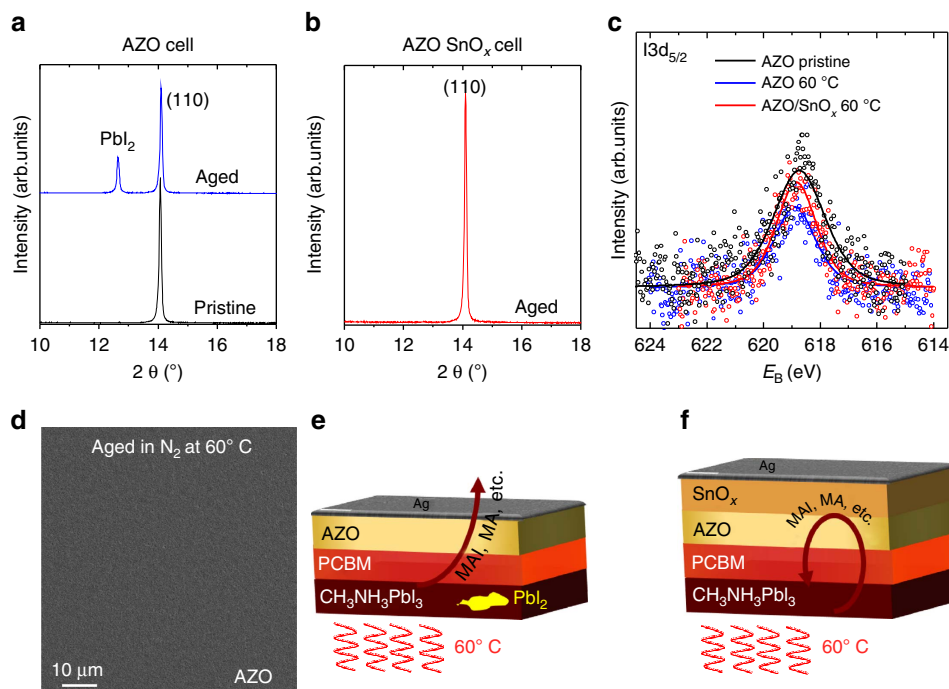 a
AZO cell
Intensity (arb.units)
PbI₂
(110)
Aged
Pristine
10 12 14 16 18
2 θ (°)
b
AZO SnOₓ cell
Intensity (arb.units)
(110)
Aged
10 12 14 16 18
2 θ (°)
c
I3d₅/₂
AZO pristine
AZO 60 °C
AZO/SnOₓ 60 °C
Intensity (arb.units)
624 622 620 618 616 614
E_B (eV)
d
Aged in N₂ at 60° C
10 μm
AZO
e
Ag
AZO
PCBM
CH₃NH₃PbI₃
MAI, MA, etc.
PbI₂
60° C
f
Ag
SnOₓ
AZO
PCBM
CH₃NH₃PbI₃
MAI, MA, etc.
60° C